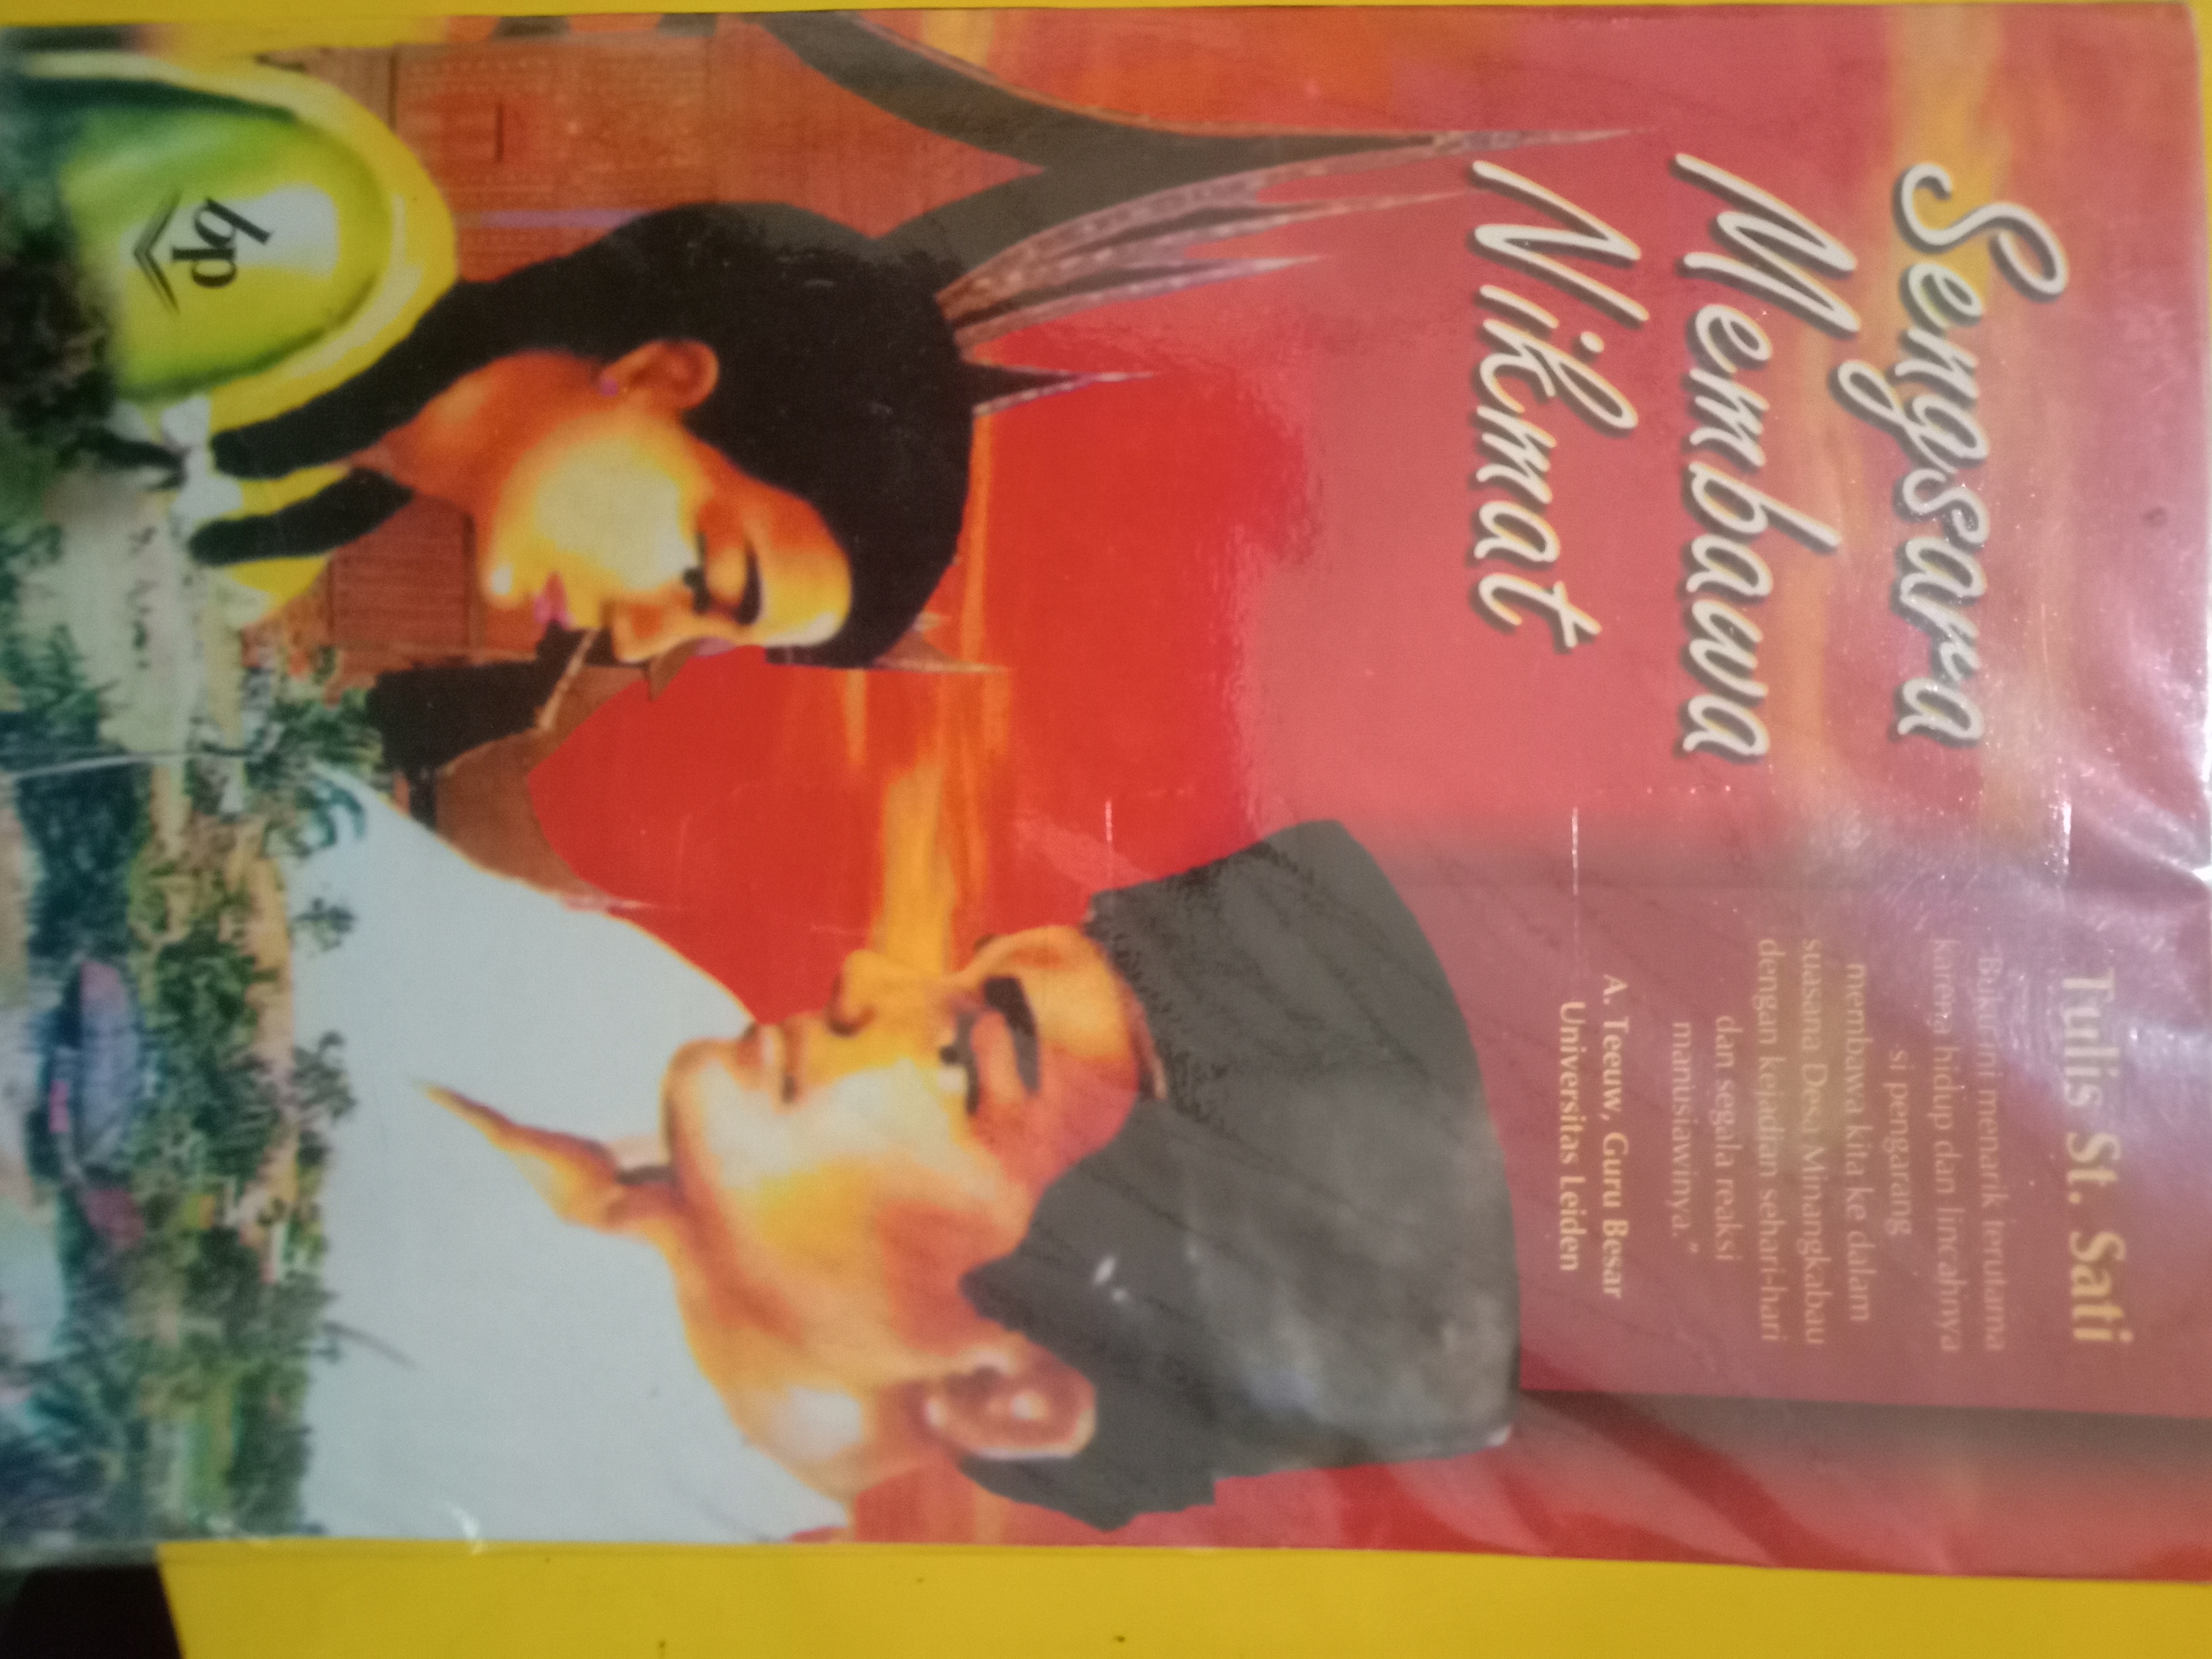 Tulis St. Sati
"Buku ini menarik terutama
karena hidup dan lincahnya
si pengarang
membawa kita ke dalam
suasana Desa Minangkabau
dengan kejadian sehari-hari
dan segala reaksi
manusiawinya."
A. Teeuw, Guru Besar
Universitas Leiden
Sengsara
Membawa
Nikmat
bp